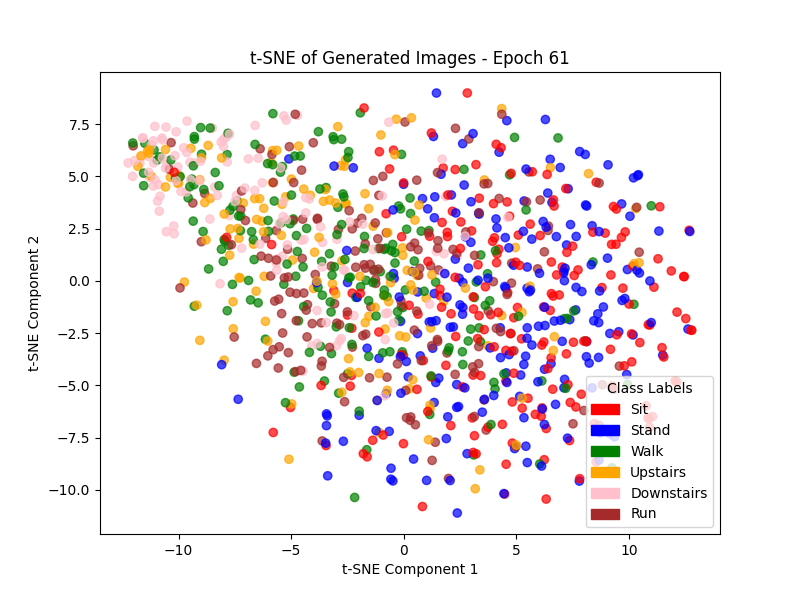 t-SNE of Generated Images - Epoch 61
7.5
5.0
2.5
0.0
−2.5
−5.0
−7.5
−10.0
t-SNE Component 2
Class Labels
Sit
Stand
Walk
Upstairs
Downstairs
Run
−10
−5
0
5
10
t-SNE Component 1